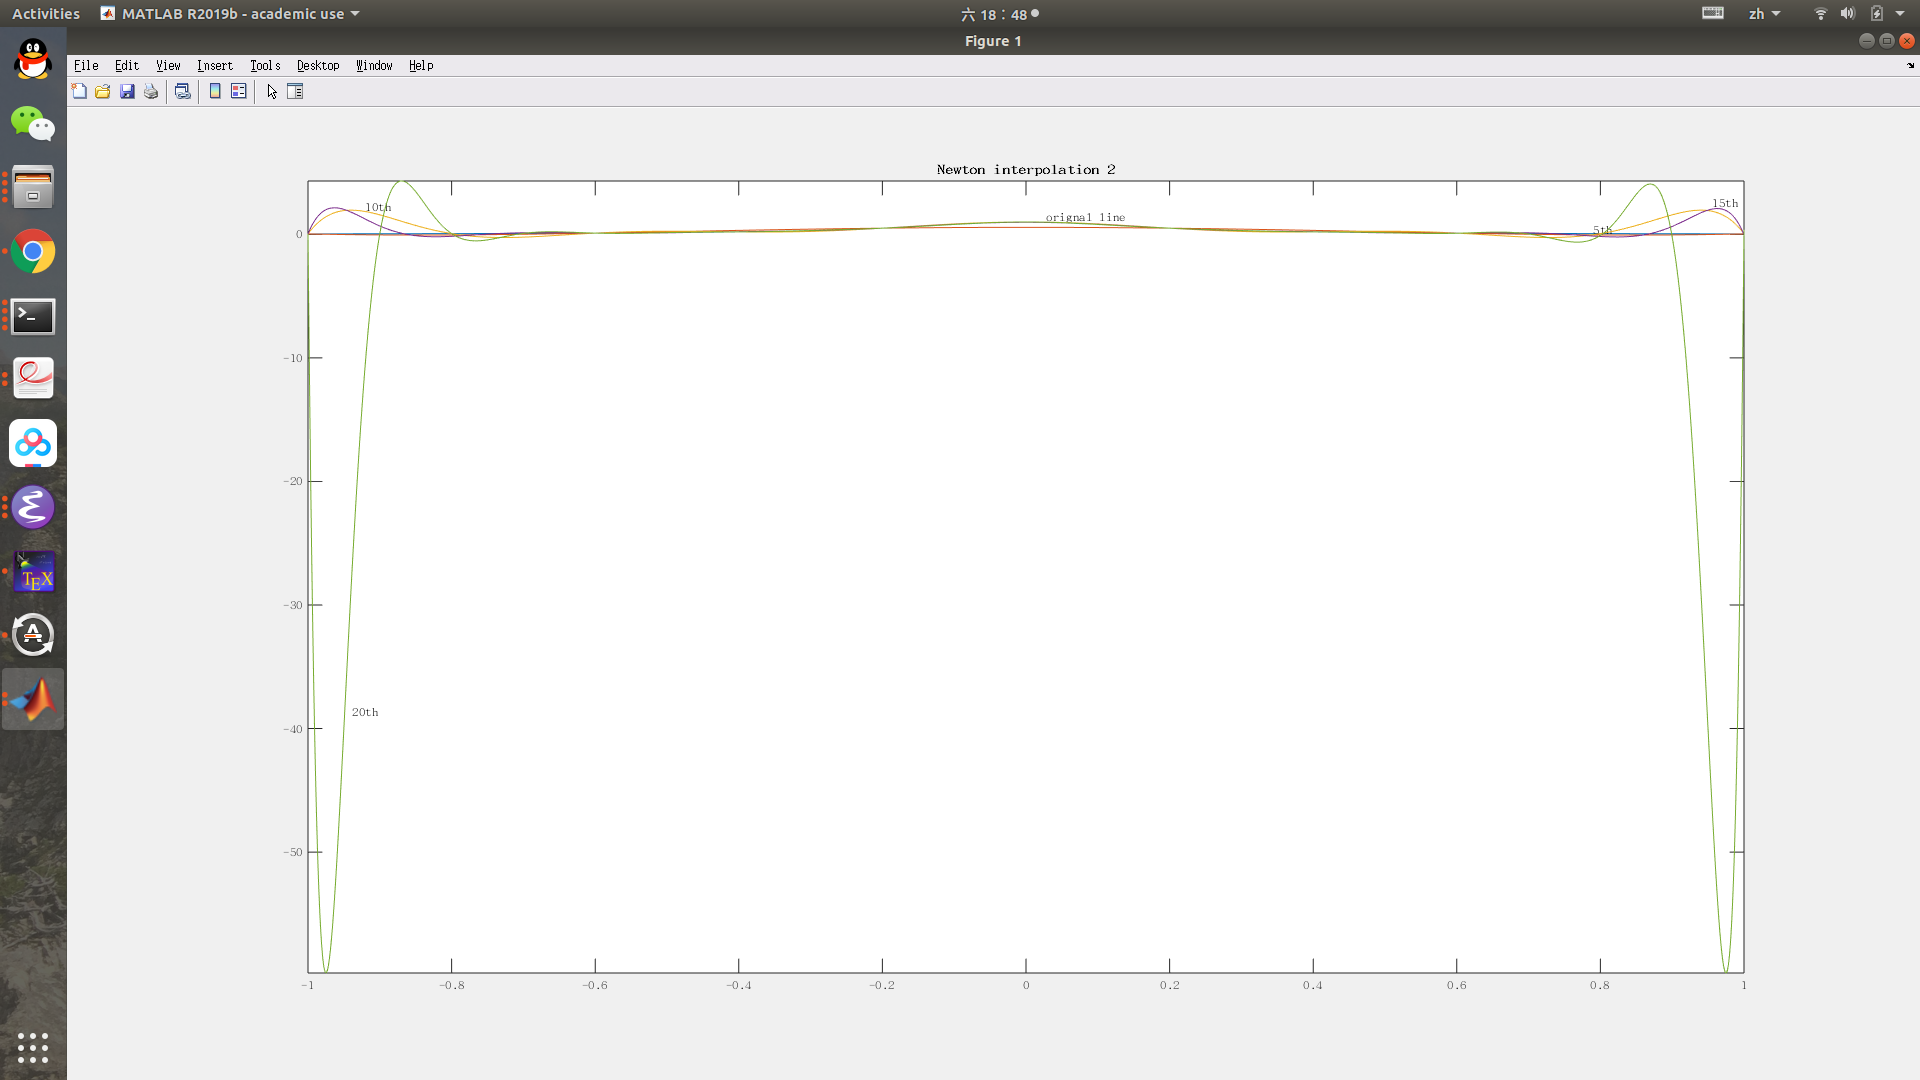 Activities MATLAB R2019b - academic use 六 18：48 zh
Figure 1
File Edit View Insert Tools Desktop Window Help
Newton interpolation 2
10th
orignal line
5th
15th
20th
0
-10
-20
-30
-40
-50
-1 -0.8 -0.6 -0.4 -0.2 0 0.2 0.4 0.6 0.8 1
TEX
A